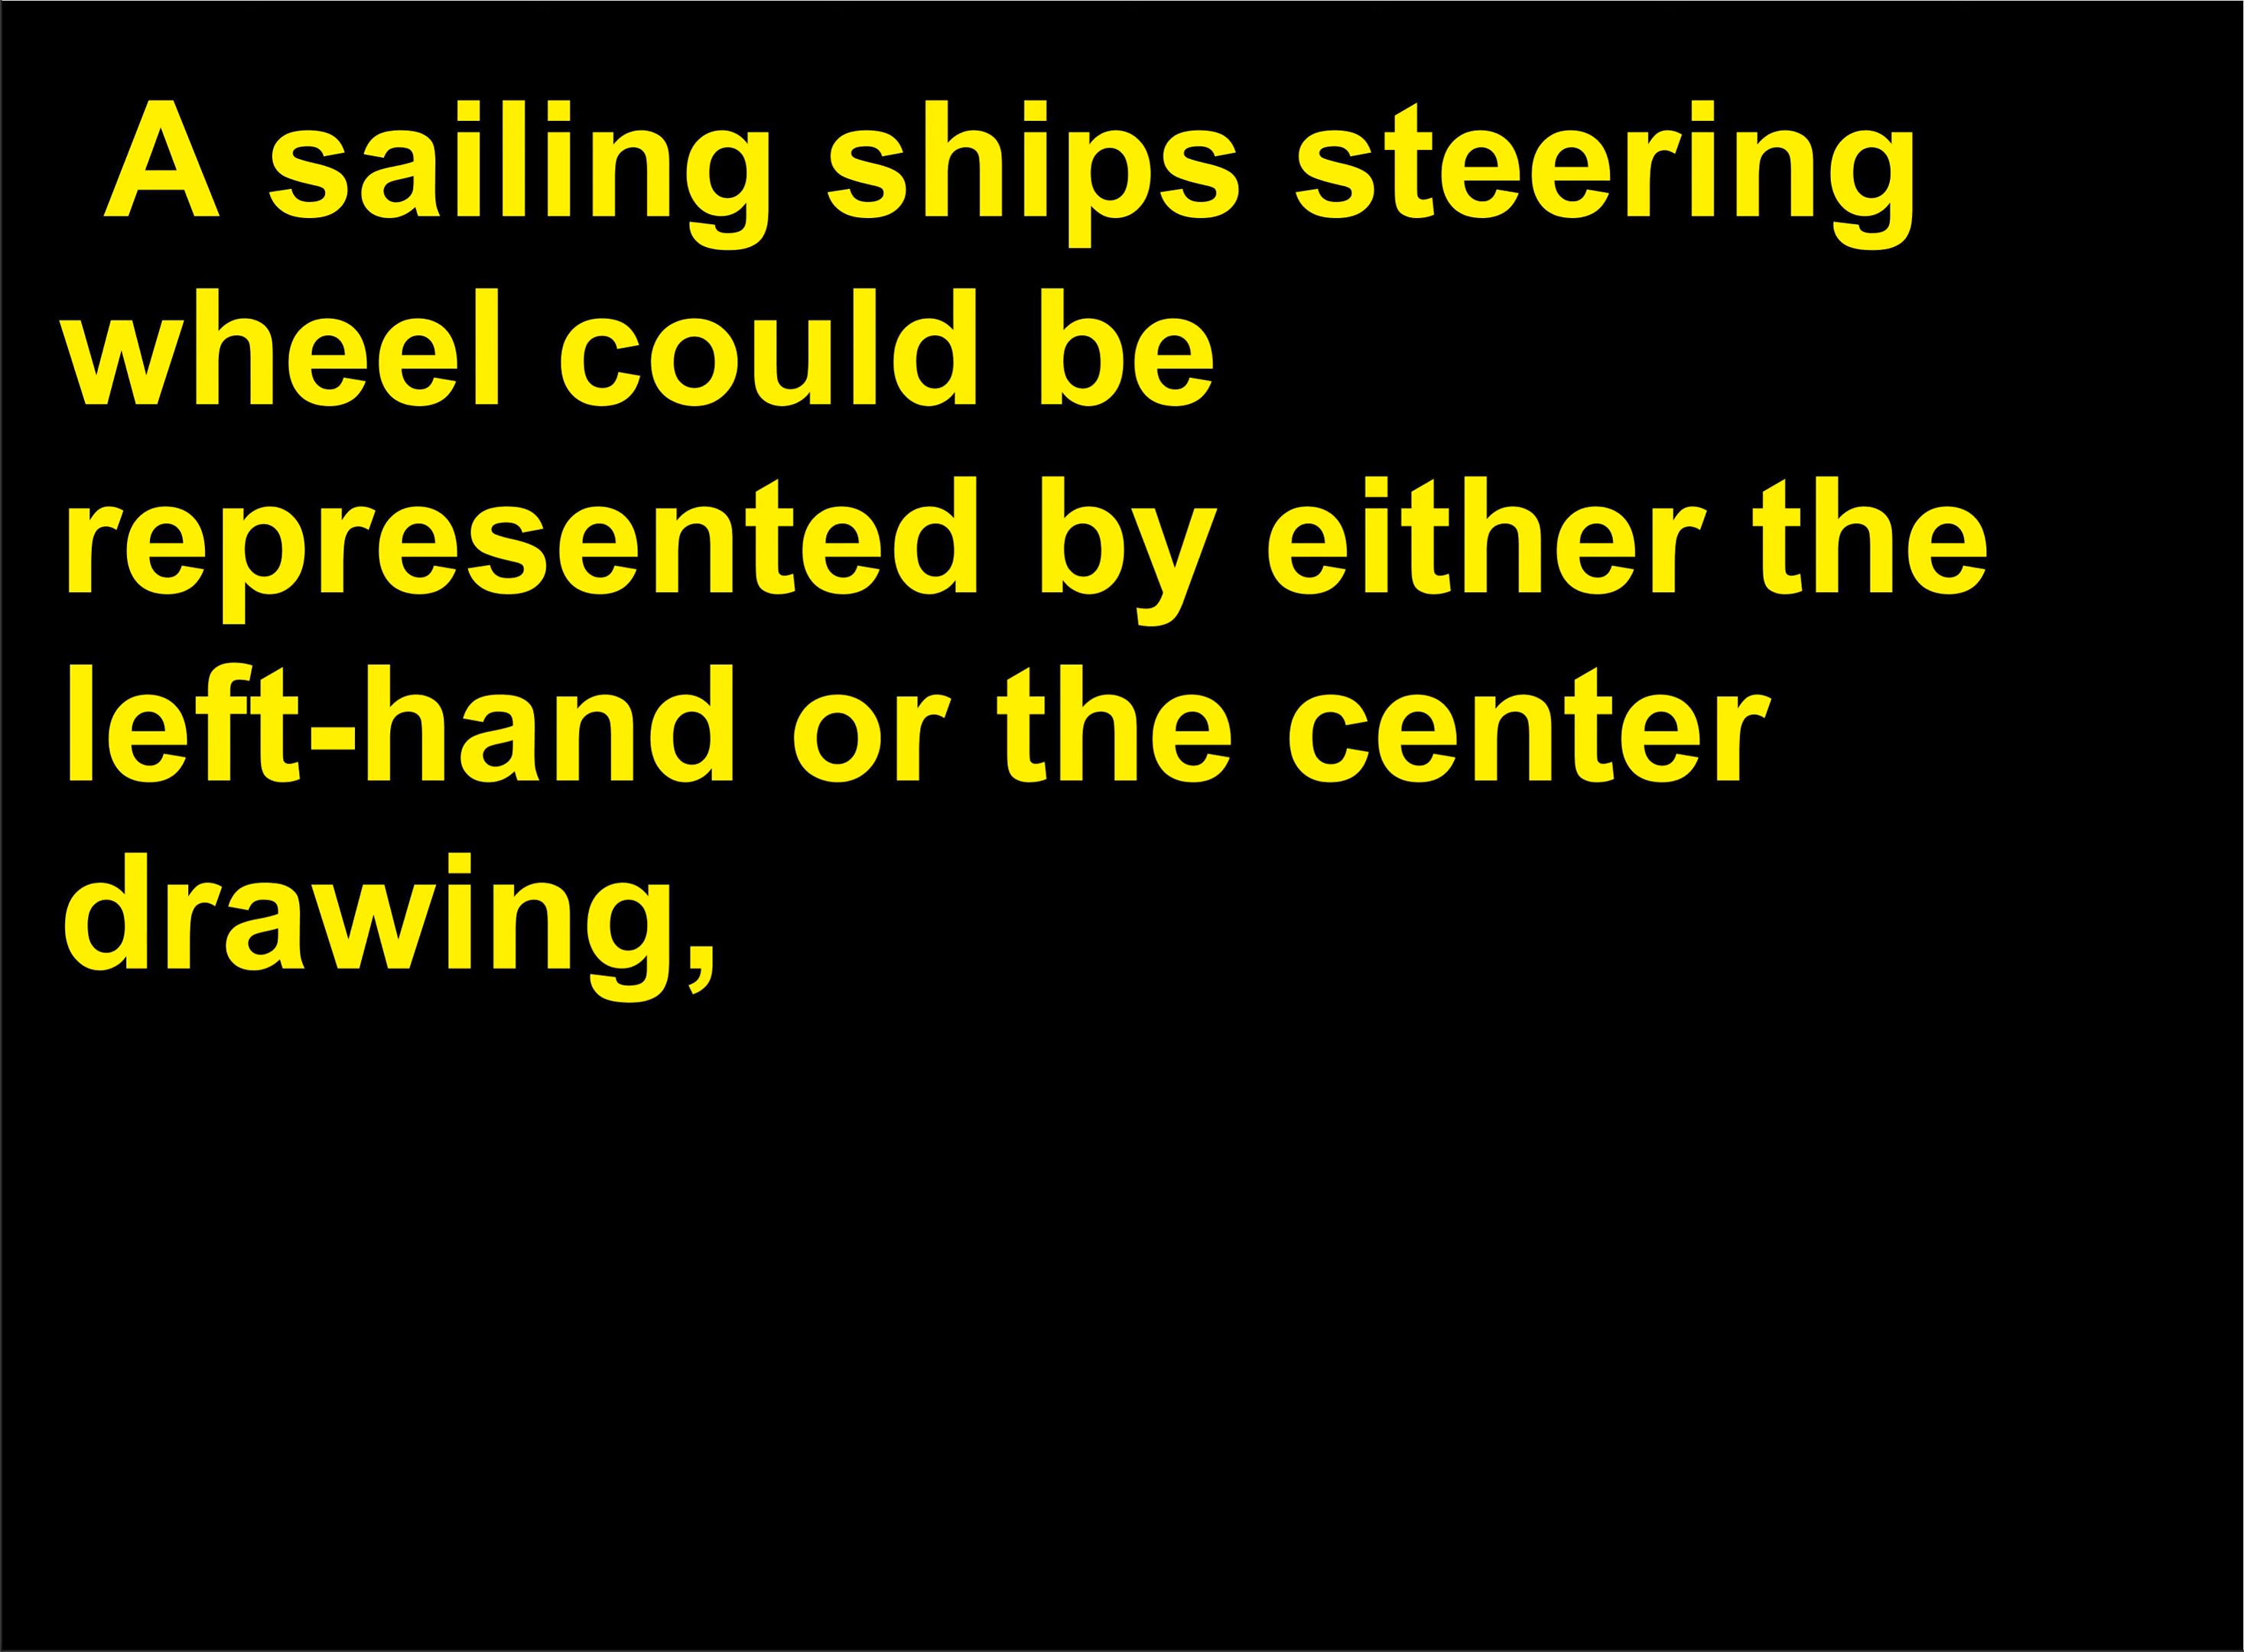 A sailing ships steering
wheel could be
represented by either the
left-hand or the center
drawing,